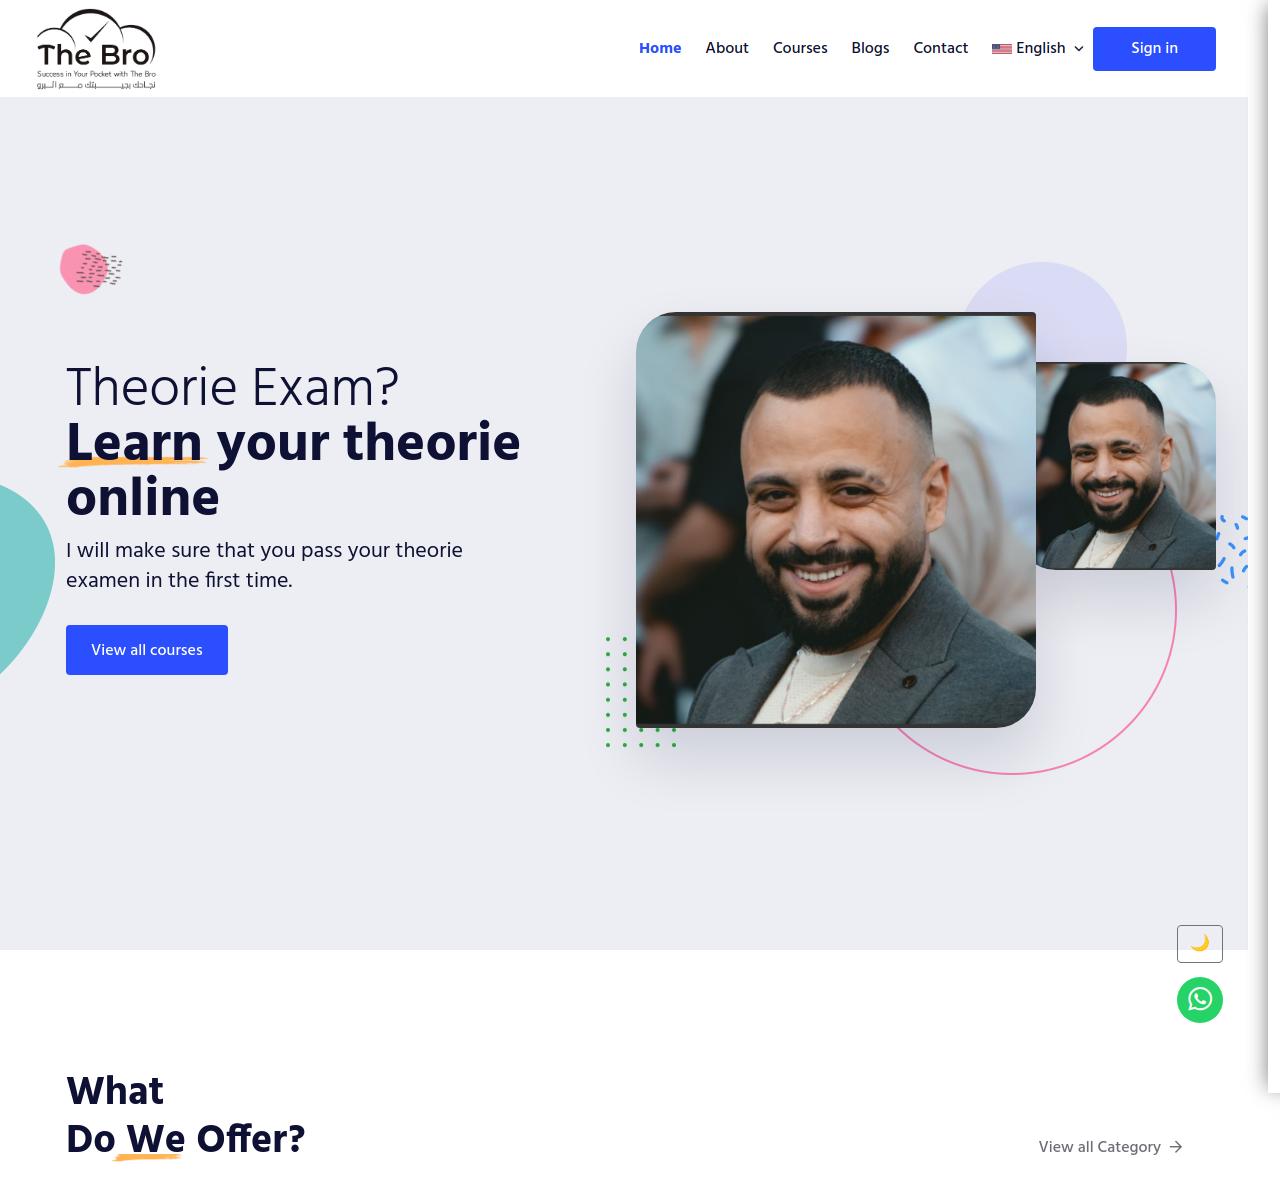 The Bro
Success in Your Pocket with The Bro
نجاحك بجيبتك مع البرو
Home About Courses Blogs Contact English Sign in
Theorie Exam?
Learn your theorie
online
I will make sure that you pass your theorie
examen in the first time.
View all courses
What
Do We Offer?
View all Category